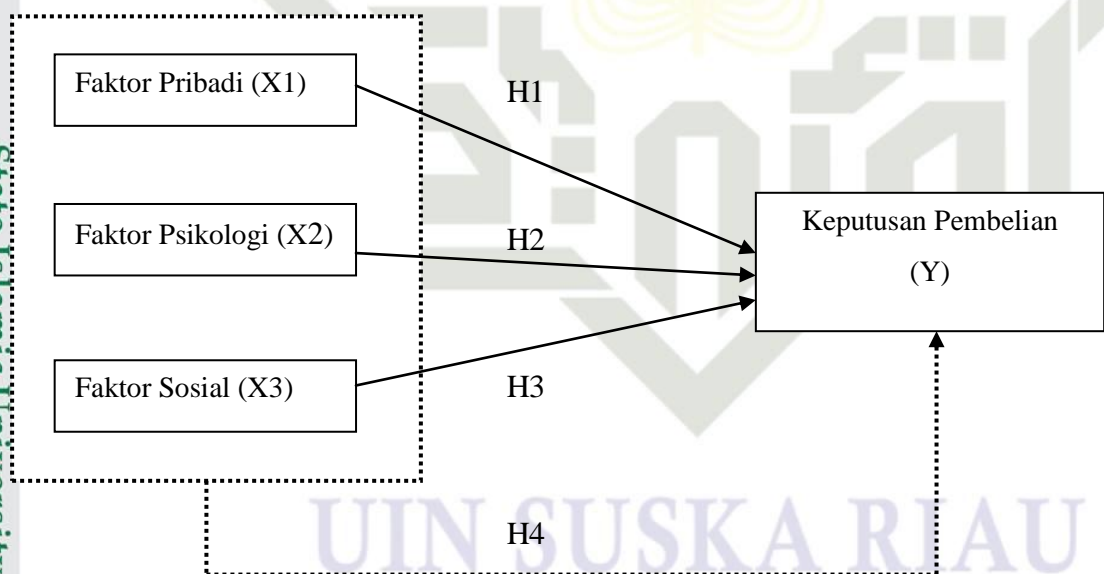 Faktor Pribadi (X1)
H1
Faktor Psikologi (X2)
H2
Keputusan Pembelian
(Y)
Faktor Sosial (X3)
H3
H4
UIN SUSKA RIAU